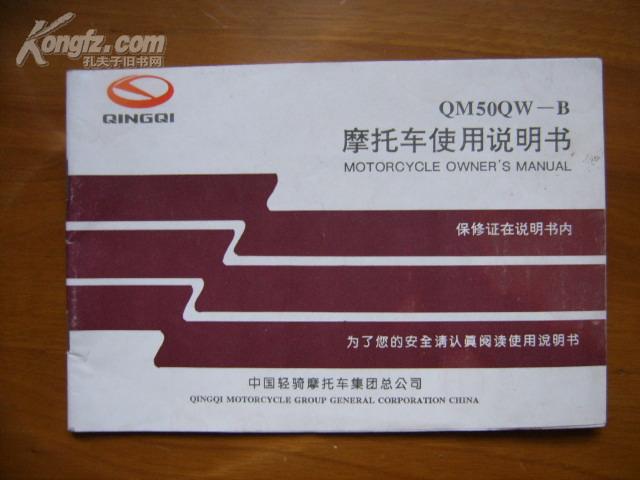 Kongfz.com
孔夫子旧书网
QINGQI
QM50QW－B
摩托车使用说明书
MOTORCYCLE OWNER'S MANUAL
保修证在说明书内
为了您的安全请认真阅读使用说明书
中国轻骑摩托车集团总公司
QINGQI MOTORCYCLE GROUP GENERAL CORPORATION CHINA